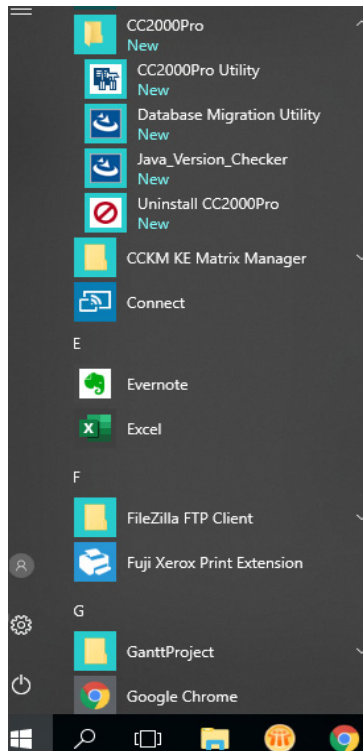 CC2000Pro
New
CC2000Pro Utility
New
Database Migration Utility
New
Java_Version_Checker
New
Uninstall CC2000Pro
New
CCKM KE Matrix Manager
Connect
E
Evernote
Excel
F
FileZilla FTP Client
Fuji Xerox Print Extension
G
GanttProject
Google Chrome